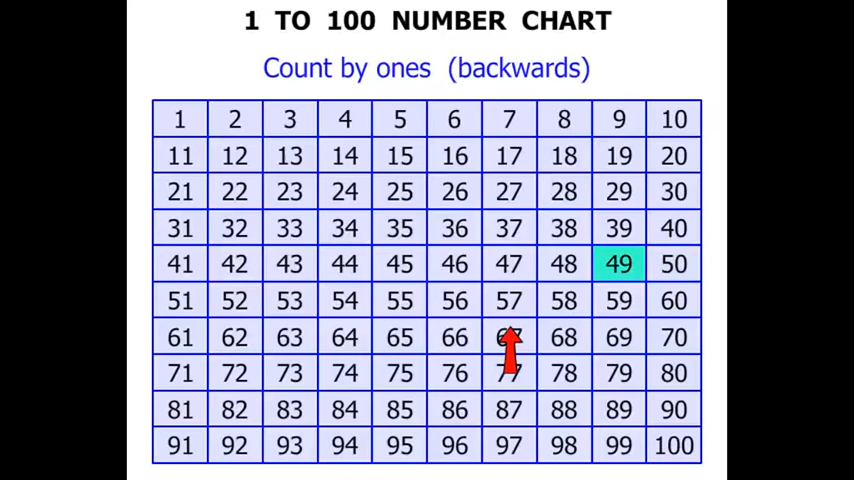 1 TO 100 NUMBER CHART
Count by ones (backwards)
1 2 3 4 5 6 7 8 9 10
11 12 13 14 15 16 17 18 19 20
21 22 23 24 25 26 27 28 29 30
31 32 33 34 35 36 37 38 39 40
41 42 43 44 45 46 47 48 49 50
51 52 53 54 55 56 57 58 59 60
61 62 63 64 65 66 67 68 69 70
71 72 73 74 75 76 77 78 79 80
81 82 83 84 85 86 87 88 89 90
91 92 93 94 95 96 97 98 99 100